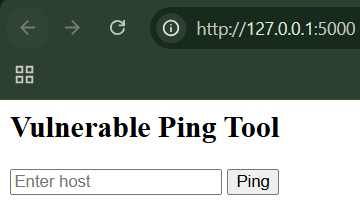 http://127.0.0.1:5000
Vulnerable Ping Tool
Enter host Ping